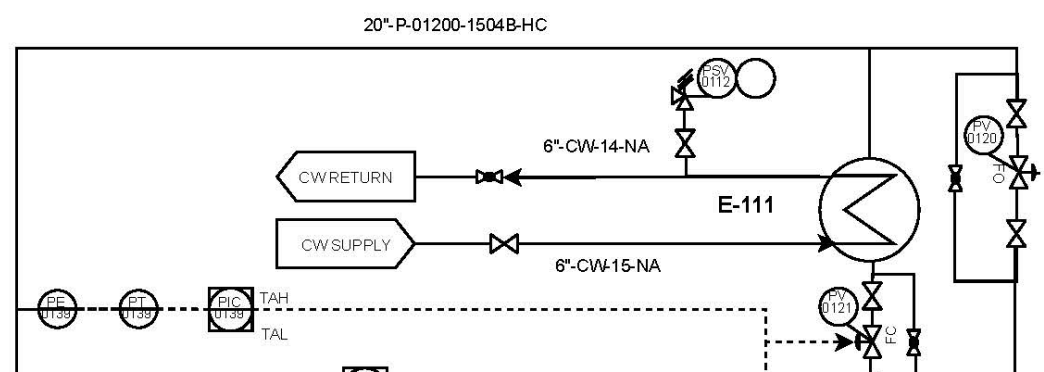 20"-P-01200-1504B-HC
PSV
0112
6"-CW-14-NA
PV
0120
FO
CW RETURN
E-111
CW SUPPLY
6"-CW-15-NA
PE
0139
PT
0139
PIC
0139
TAH
TAL
PV
0121
FC